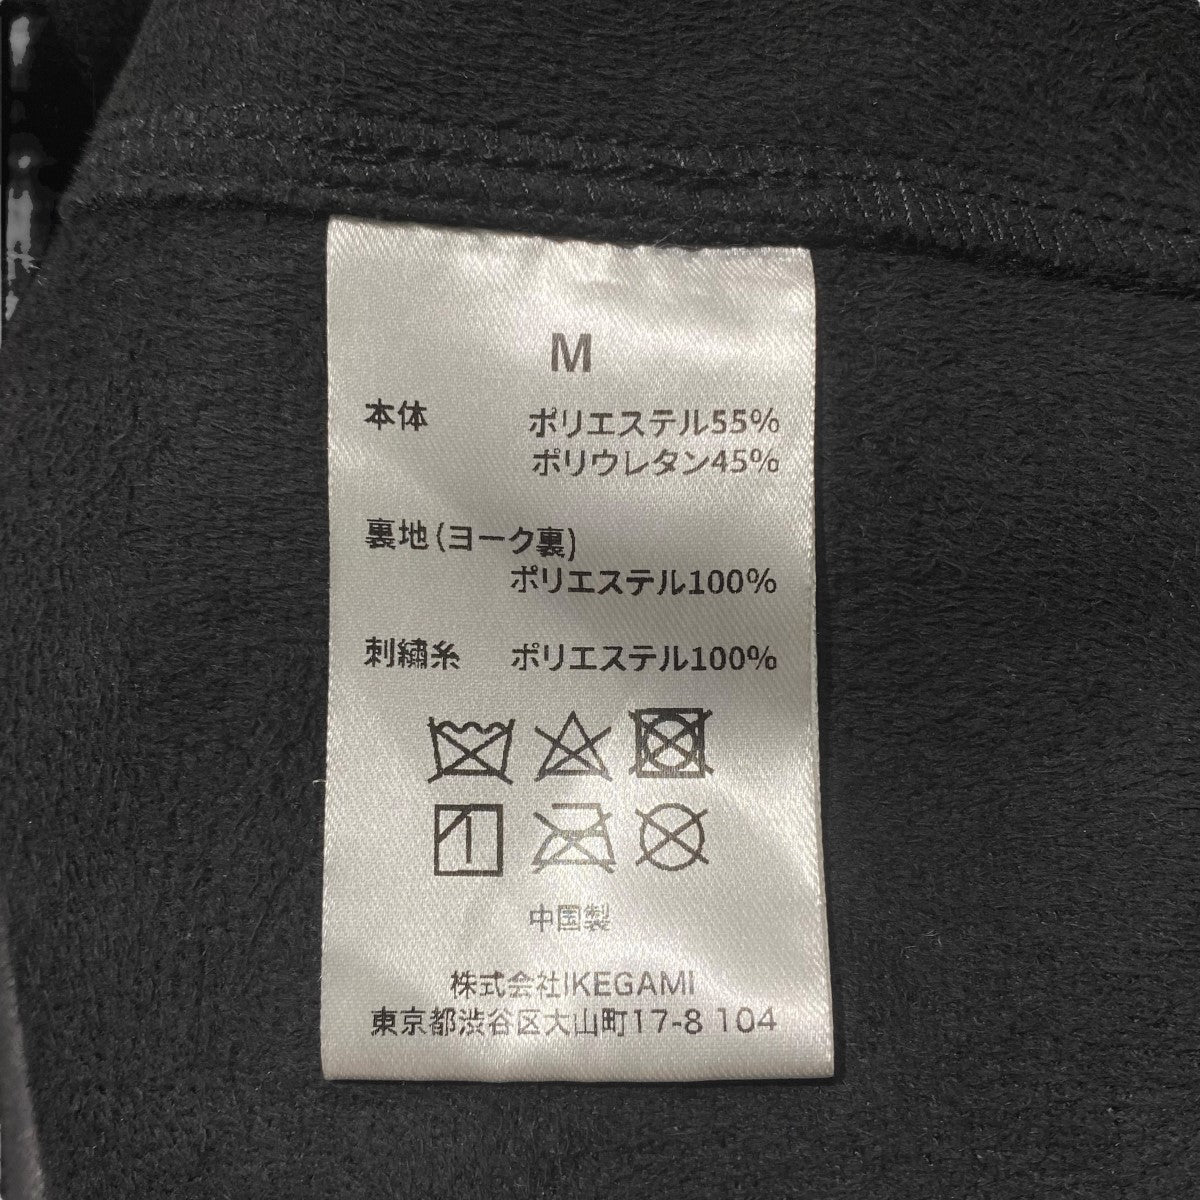 M
本体 ポリエステル55%
ポリウレタン45%
裏地(ヨーク裏)
ポリエステル100%
刺繍糸 ポリエステル100%
中国製
株式会社IKEGAMI
東京都渋谷区大山町17-8 104